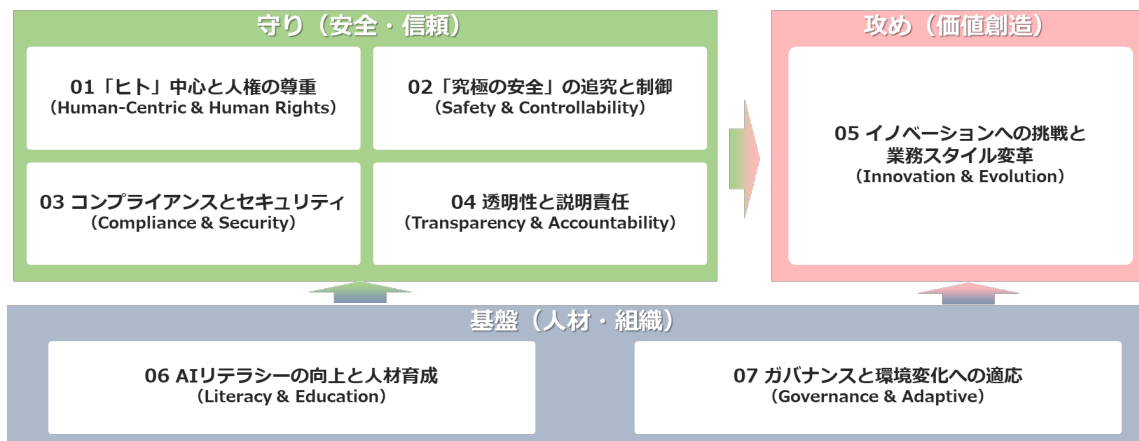 守り（安全・信頼）
01「ヒト」中心と人権の尊重
（Human-Centric & Human Rights）
02「究極の安全」の追究と制御
（Safety & Controllability）
03 コンプライアンスとセキュリティ
（Compliance & Security）
04 透明性と説明責任
（Transparency & Accountability）
攻め（価値創造）
05 イノベーションへの挑戦と
業務スタイル変革
（Innovation & Evolution）
基盤（人材・組織）
06 AIリテラシーの向上と人材育成
（Literacy & Education）
07 ガバナンスと環境変化への適応
（Governance & Adaptive）